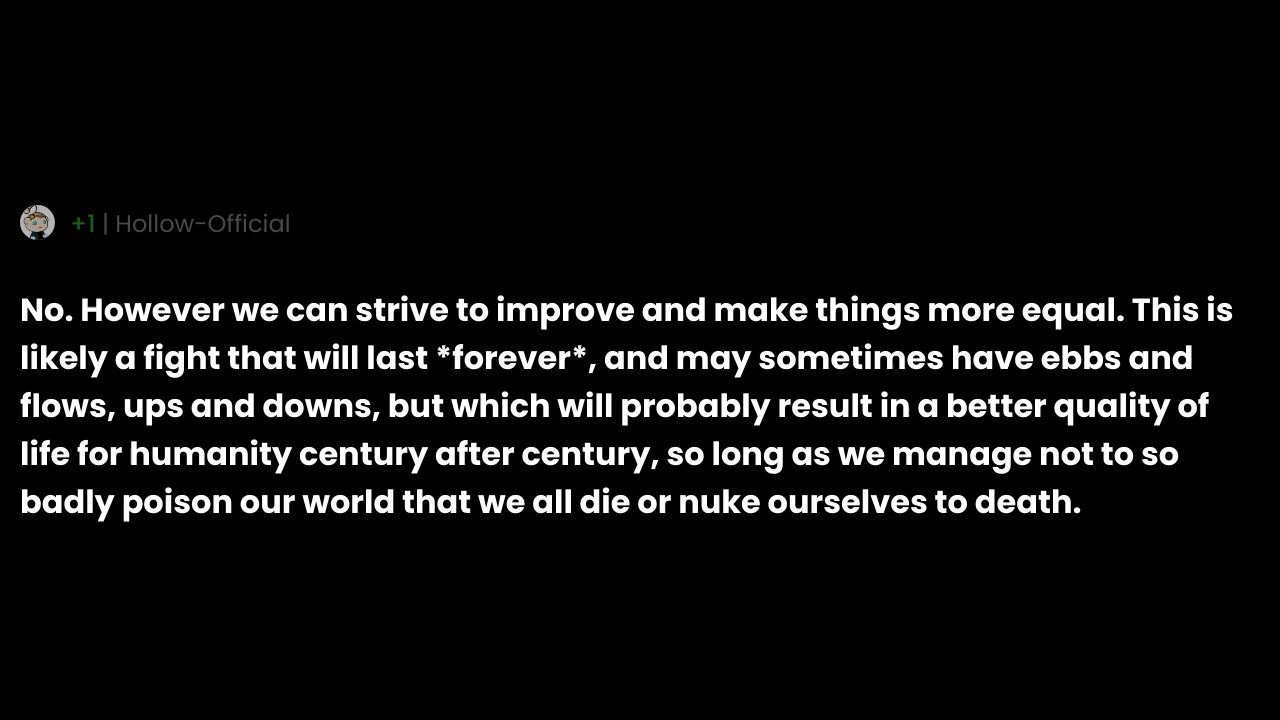 +1 | Hollow-Official
No. However we can strive to improve and make things more equal. This is
likely a fight that will last *forever*, and may sometimes have ebbs and
flows, ups and downs, but which will probably result in a better quality of
life for humanity century after century, so long as we manage not to so
badly poison our world that we all die or nuke ourselves to death.